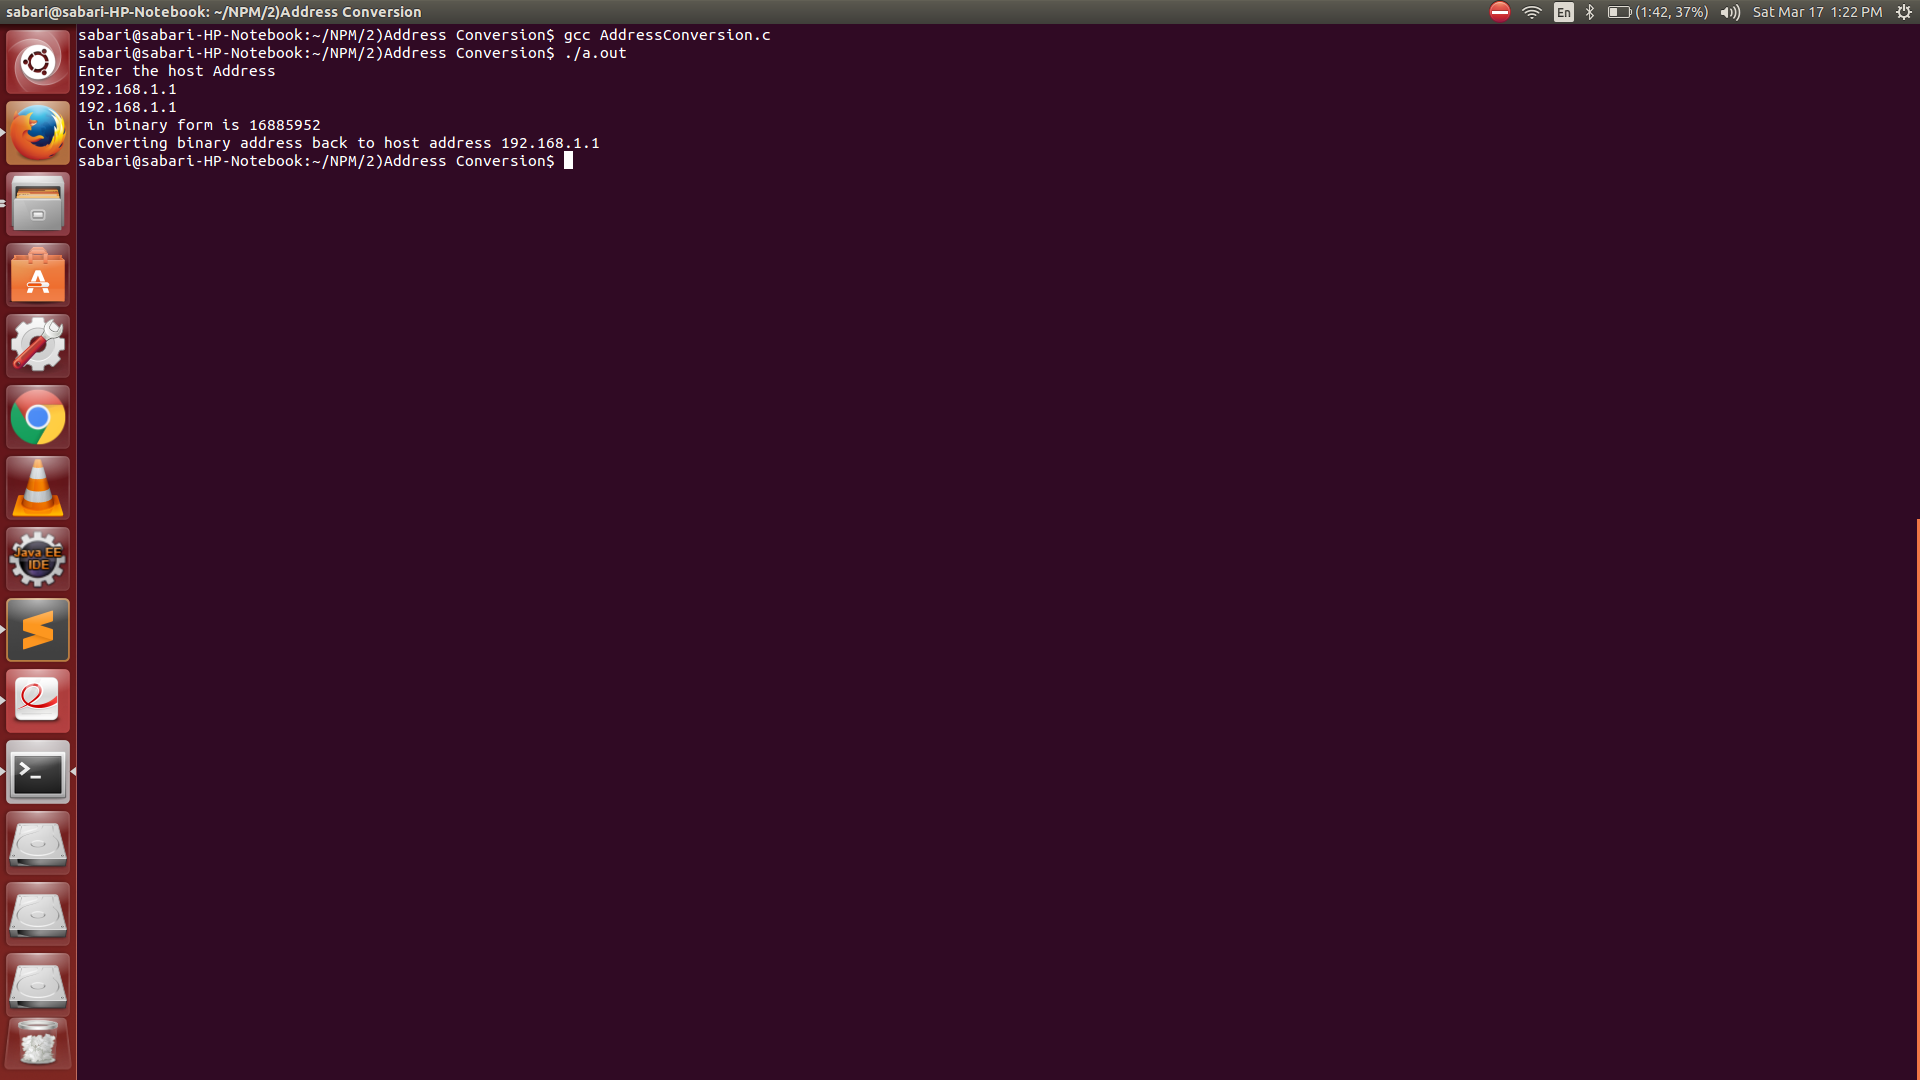 sabari@sabari-HP-Notebook: ~/NPM/2)Address Conversion
En
(1:42, 37%)
Sat Mar 17 1:22 PM
sabari@sabari-HP-Notebook:~/NPM/2)Address Conversion$ gcc AddressConversion.c
sabari@sabari-HP-Notebook:~/NPM/2)Address Conversion$ ./a.out
Enter the host Address
192.168.1.1
192.168.1.1
 in binary form is 16885952
Converting binary address back to host address 192.168.1.1
sabari@sabari-HP-Notebook:~/NPM/2)Address Conversion$
Java EE
IDE